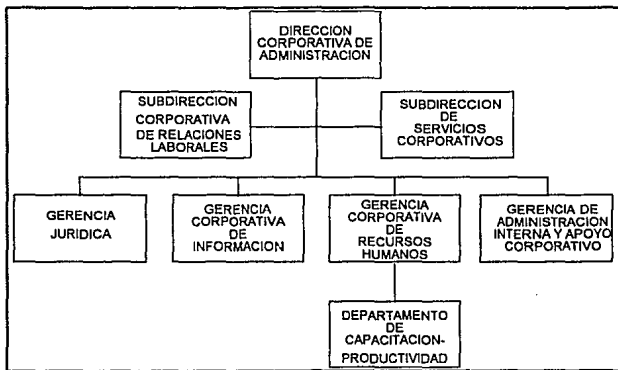 DIRECCION
CORPORATIVA DE
ADMINISTRACION
SUBDIRECCION
CORPORATIVA
DE RELACIONES
LABORALES
SUBDIRECCION
DE
SERVICIOS
CORPORATIVOS
GERENCIA
JURIDICA
GERENCIA
CORPORATIVA
DE
INFORMACION
GERENCIA
CORPORATIVA
DE
RECURSOS
HUMANOS
GERENCIA DE
ADMINISTRACION
INTERNA Y APOYO
CORPORATIVO
DEPARTAMENTO
DE
CAPACITACION-
PRODUCTIVIDAD